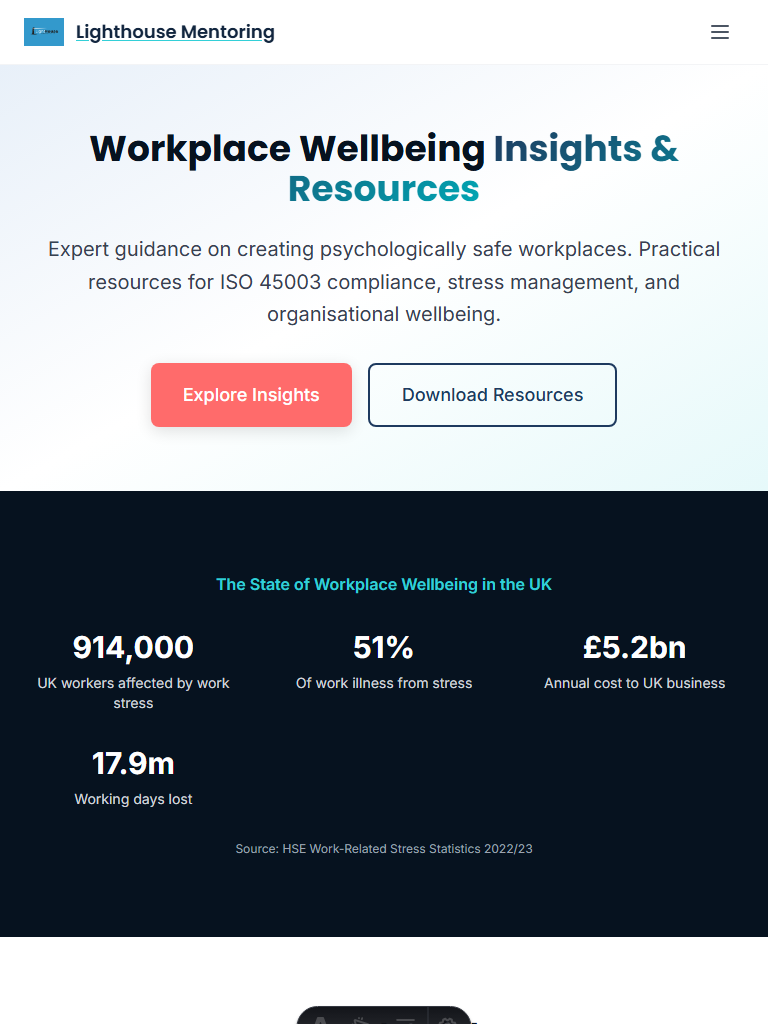 Lighthouse Mentoring
Workplace Wellbeing Insights &
Resources
Expert guidance on creating psychologically safe workplaces. Practical
resources for ISO 45003 compliance, stress management, and
organisational wellbeing.
Explore Insights
Download Resources
The State of Workplace Wellbeing in the UK
914,000
UK workers affected by work
stress
51%
Of work illness from stress
£5.2bn
Annual cost to UK business
17.9m
Working days lost
Source: HSE Work-Related Stress Statistics 2022/23